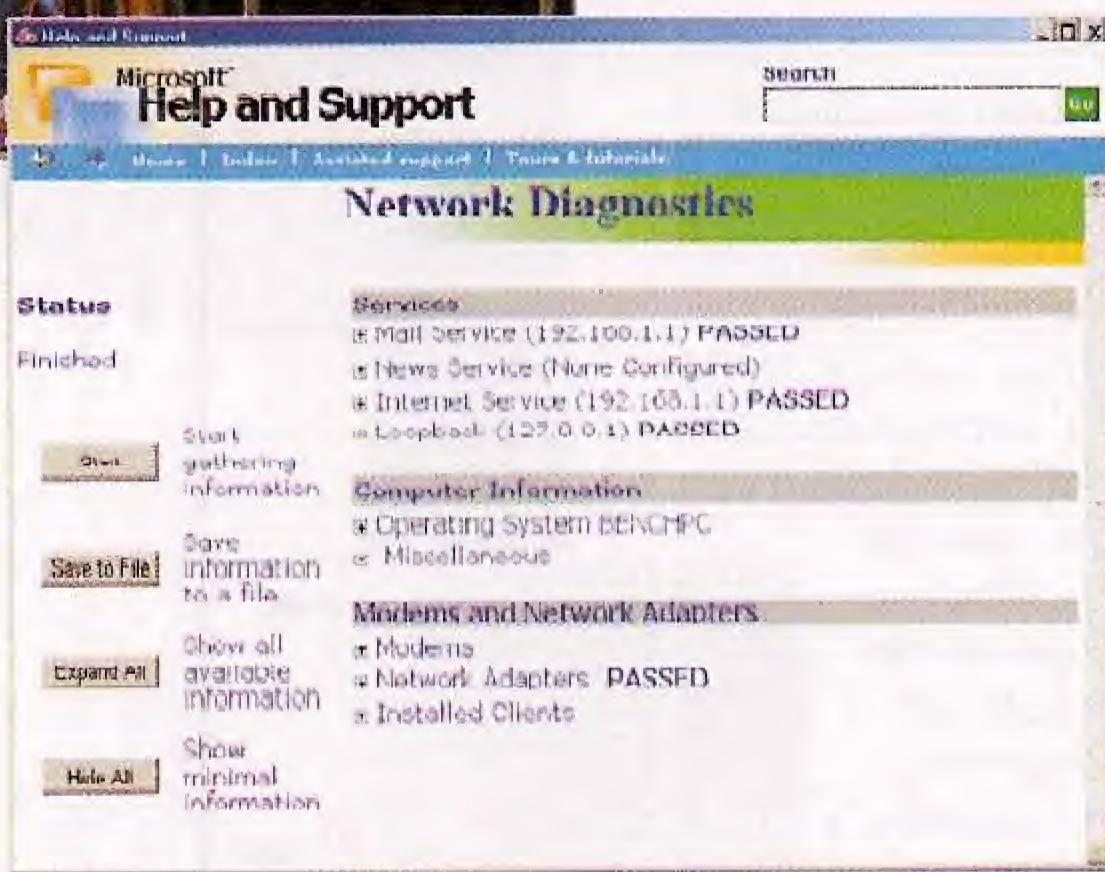 Help and Support
Microsoft
Help and Support
Search
Go
Home | Index | Assisted support | Tours & tutorials
Network Diagnostics
Status
Finished
Start
Start
gathering
information
Save to File
Save
information
to a file
Expand All
Show all
available
information
Hide All
Show
minimal
information
Services
Mail Service (192.168.1.1) PASSED
News Service (None Configured)
Internet Service (192.168.1.1) PASSED
Loopback (127.0.0.1) PASSED
Computer Information
Operating System BENCHPC
Miscellaneous
Modems and Network Adapters
Modems
Network Adapters PASSED
Installed Clients